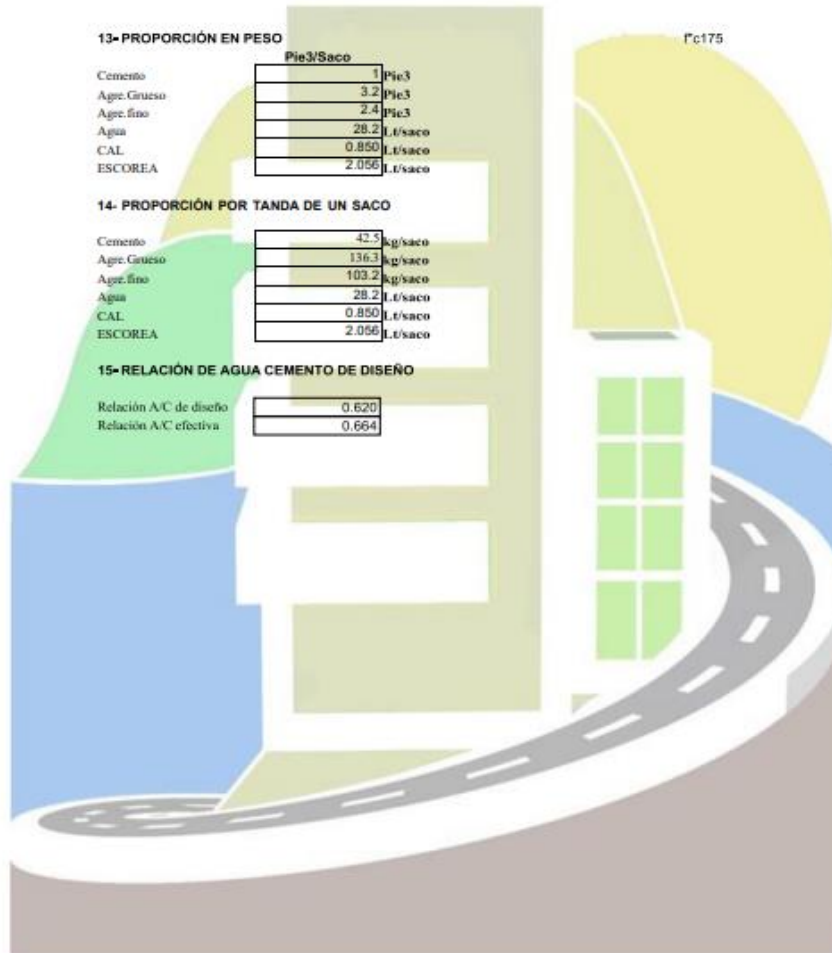 13- PROPORCIÓN EN PESO f"c175
Pie3/Saco
Cemento 1 Pie3
Agre.Grueso 3.2 Pie3
Agre.fino 2.4 Pie3
Agua 28.2 Lt/saco
CAL 0.850 Lt/saco
ESCOREA 2.056 Lt/saco
14- PROPORCIÓN POR TANDA DE UN SACO
Cemento 42.5 kg/saco
Agre.Grueso 136.3 kg/saco
Agre.fino 103.2 kg/saco
Agua 28.2 Lt/saco
CAL 0.850 Lt/saco
ESCOREA 2.056 Lt/saco
15- RELACIÓN DE AGUA CEMENTO DE DISEÑO
Relación A/C de diseño 0.620
Relación A/C efectiva 0.664